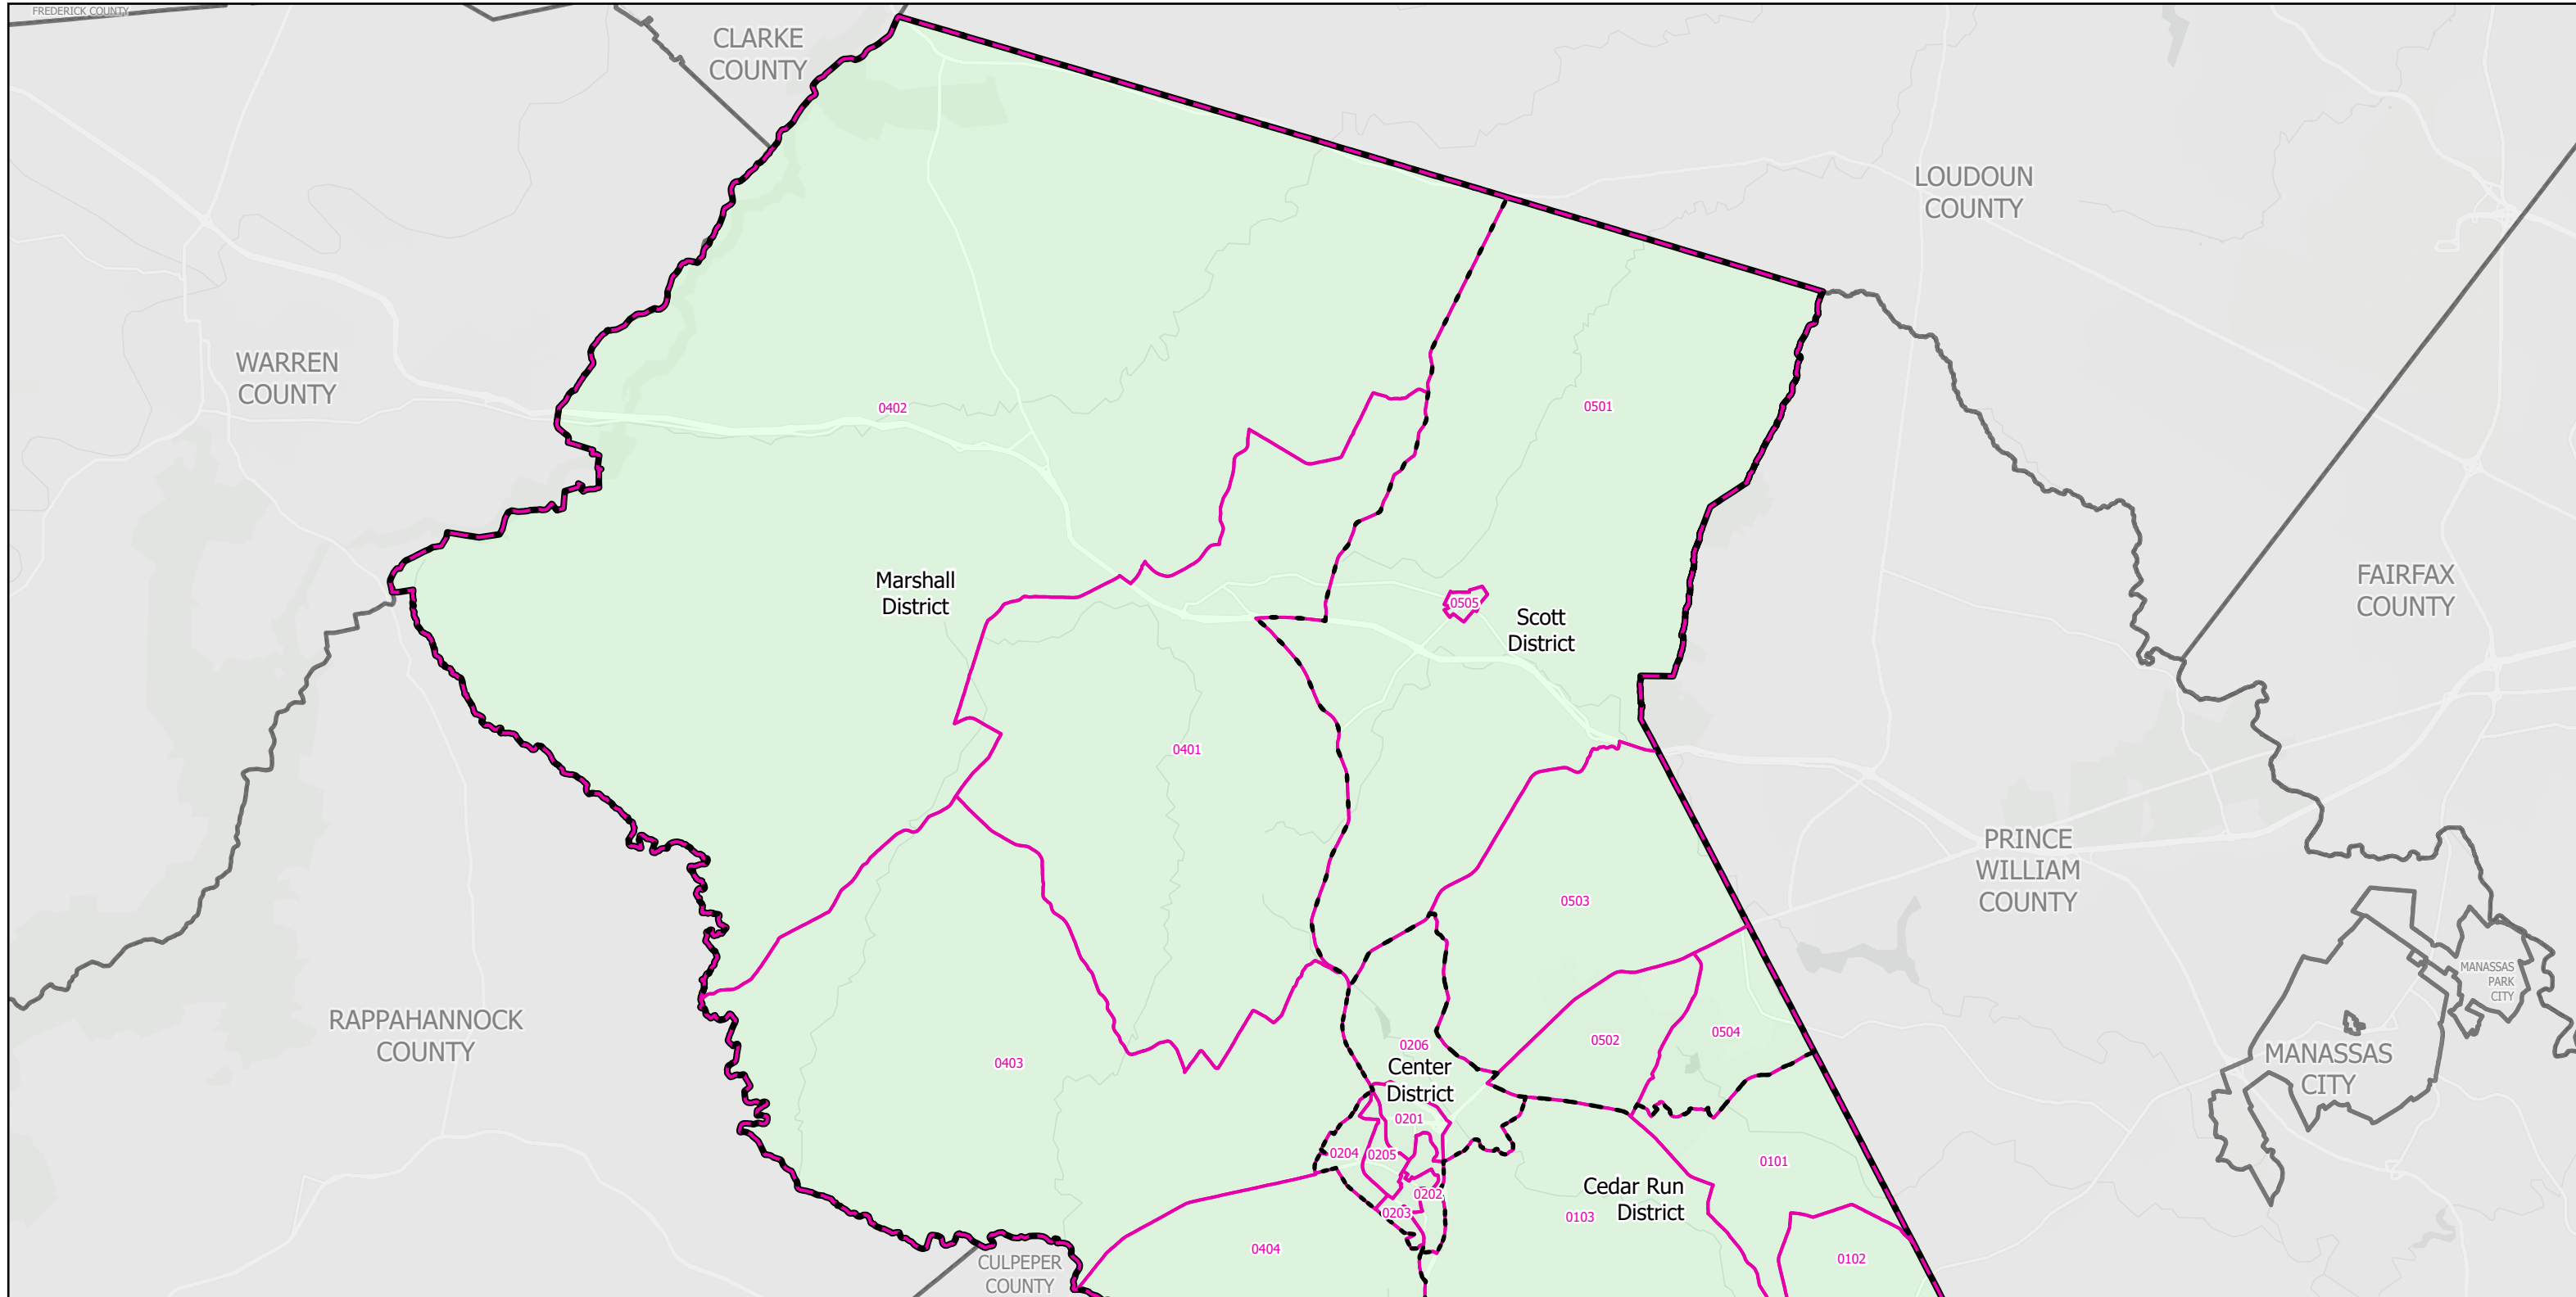 FREDERICK COUNTY
CLARKE
COUNTY
LOUDOUN
COUNTY
WARREN
COUNTY
0402
0501
Marshall
District
0505
Scott
District
FAIRFAX
COUNTY
0401
PRINCE
WILLIAM
COUNTY
0503
MANASSAS
PARK
CITY
RAPPAHANNOCK
COUNTY
0403
0206
Center
District
0502
0504
MANASSAS
CITY
0201
0204
0205
0101
0202
0203
Cedar Run
District
0103
0404
0102
CULPEPER
COUNTY